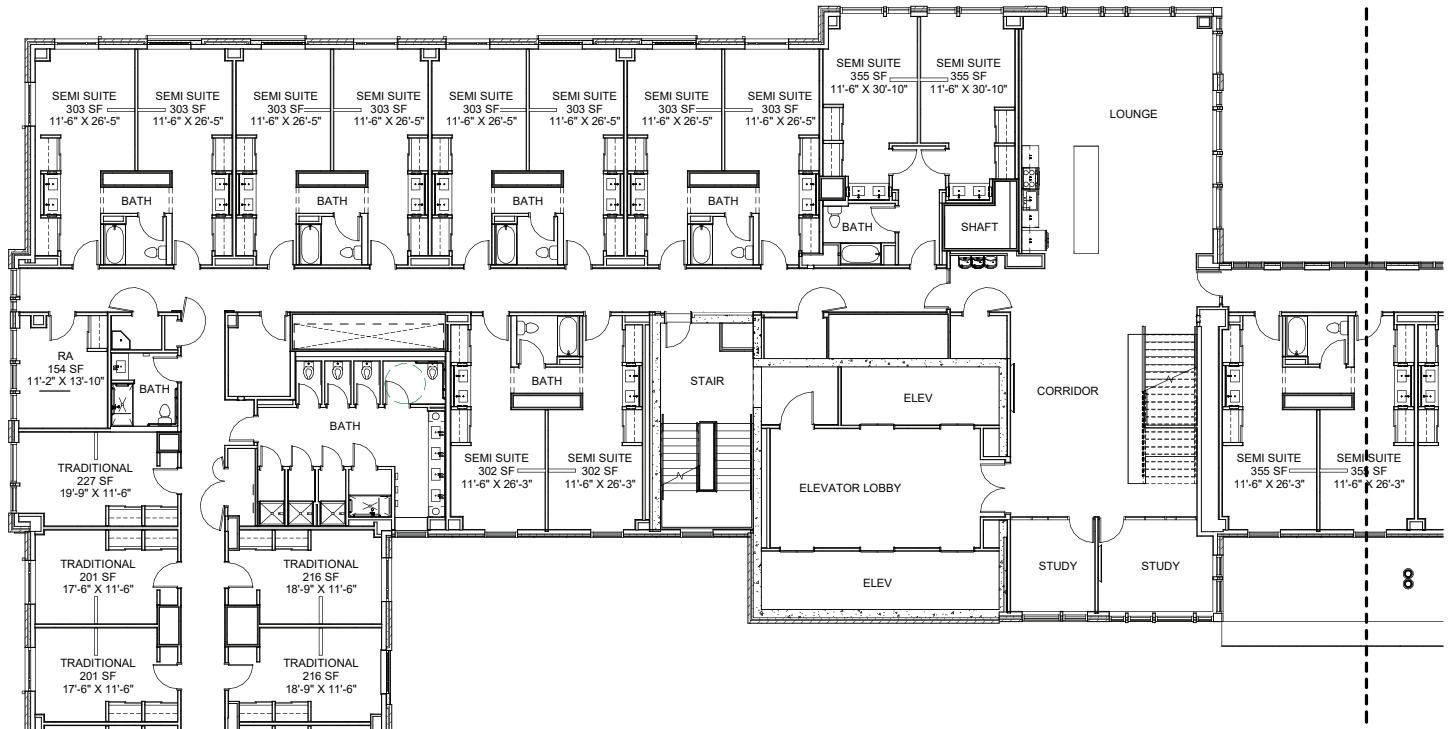 SEMI SUITE
355 SF
11'-6" X 30'-10"
SEMI SUITE
355 SF
11'-6" X 30'-10"
SEMI SUITE
303 SF
11'-6" X 26'-5"
SEMI SUITE
303 SF
11'-6" X 26'-5"
SEMI SUITE
303 SF
11'-6" X 26'-5"
SEMI SUITE
303 SF
11'-6" X 26'-5"
SEMI SUITE
303 SF
11'-6" X 26'-5"
SEMI SUITE
303 SF
11'-6" X 26'-5"
SEMI SUITE
303 SF
11'-6" X 26'-5"
SEMI SUITE
303 SF
11'-6" X 26'-5"
LOUNGE
BATH
BATH
BATH
BATH
BATH
SHAFT
RA
154 SF
11'-2" X 13'-10"
BATH
BATH
BATH
STAIR
ELEV
CORRIDOR
TRADITIONAL
227 SF
19'-9" X 11'-6"
SEMI SUITE
302 SF
11'-6" X 26'-3"
SEMI SUITE
302 SF
11'-6" X 26'-3"
ELEVATOR LOBBY
SEMI SUITE
355 SF
11'-6" X 26'-3"
SEMI SUITE
355 SF
11'-6" X 26'-3"
TRADITIONAL
201 SF
17'-6" X 11'-6"
TRADITIONAL
216 SF
18'-9" X 11'-6"
ELEV
STUDY
STUDY
TRADITIONAL
201 SF
17'-6" X 11'-6"
TRADITIONAL
216 SF
18'-9" X 11'-6"